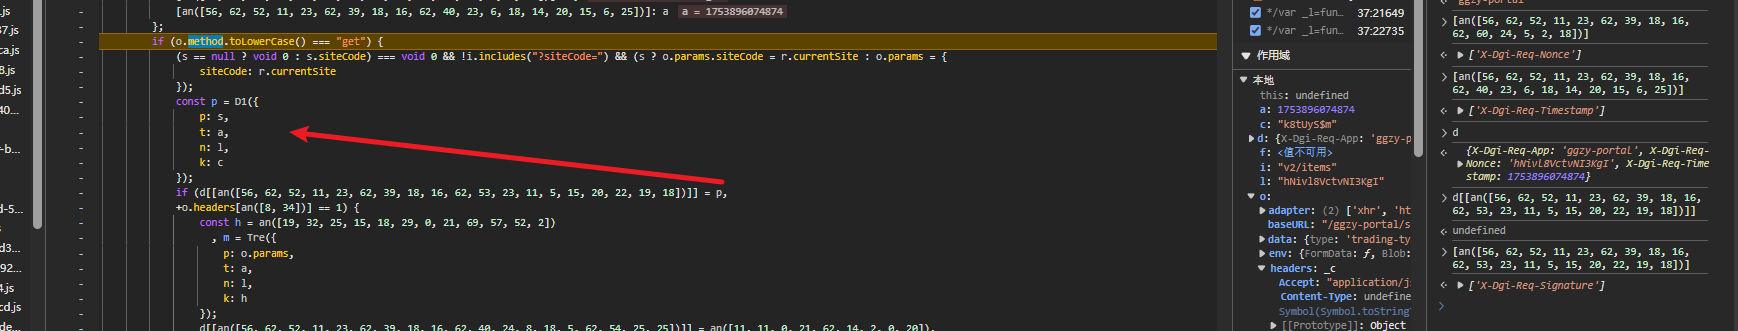 .js
37.js
ca.js
8.js
d5.js
40...
y-b...
d-5...
js
d3...
92...
4.js
cd.js
de...
[an([56, 62, 52, 11, 23, 62, 39, 18, 16, 62, 40, 23, 6, 18, 14, 20, 15, 6, 25])]: a  a = 1753896074874
};
if (o.method.toLowerCase() === "get") {
(s == null ? void 0 : s.siteCode) === void 0 && !i.includes("?siteCode=") && (s ? o.params.siteCode = r.currentSite : o.params = {
siteCode: r.currentSite
});
const p = D1({
p: s,
t: a,
n: l,
k: c
});
if (d[[an([56, 62, 52, 11, 23, 62, 39, 18, 16, 62, 53, 23, 11, 5, 15, 20, 22, 19, 18])]] = p,
+o.headers[an([8, 34])] == 1) {
const h = an([19, 32, 25, 15, 18, 29, 0, 21, 69, 57, 52, 2])
, m = Tre({
p: o.params,
t: a,
n: l,
k: h
});
d[[an([56, 62, 52, 11, 23, 62, 39, 18, 16, 62, 40, 24, 8, 18, 5, 62, 54, 25, 25])]] = an([11, 11, 0, 21, 62, 14, 2, 0, 20]),
*/var _l=fun… 37:21649
*/var _l=fun… 37:22735
作用域
本地
this: undefined
a: 1753896074874
c: "k8tUyS$m"
d: {X-Dgi-Req-App: 'ggzy-p
f: <值不可用>
i: "v2/items"
l: "hNivl8VctvNI3KgI"
o:
adapter: (2) ['xhr', 'ht
baseURL: "/ggzy-portal/s
data: {type: 'trading-ty
env: {FormData: ƒ, Blob:
headers: _c
Accept: "application/js
Content-Type: undefine
Symbol(Symbol.toString
[[Prototype]]: Object
ggzy-portal
[an([56, 62, 52, 11, 23, 62, 39, 18, 16,
62, 60, 24, 5, 2, 18])]
['X-Dgi-Req-Nonce']
[an([56, 62, 52, 11, 23, 62, 39, 18, 16,
62, 40, 23, 6, 18, 14, 20, 15, 6, 25])]
['X-Dgi-Req-Timestamp']
d
{X-Dgi-Req-App: 'ggzy-portal', X-Dgi-Req-
Nonce: 'hNivl8VctvNI3KgI', X-Dgi-Req-Time
stamp: 1753896074874}
d[[an([56, 62, 52, 11, 23, 62, 39, 18, 16,
62, 53, 23, 11, 5, 15, 20, 22, 19, 18])]]
undefined
[an([56, 62, 52, 11, 23, 62, 39, 18, 16,
62, 53, 23, 11, 5, 15, 20, 22, 19, 18])]
['X-Dgi-Req-Signature']